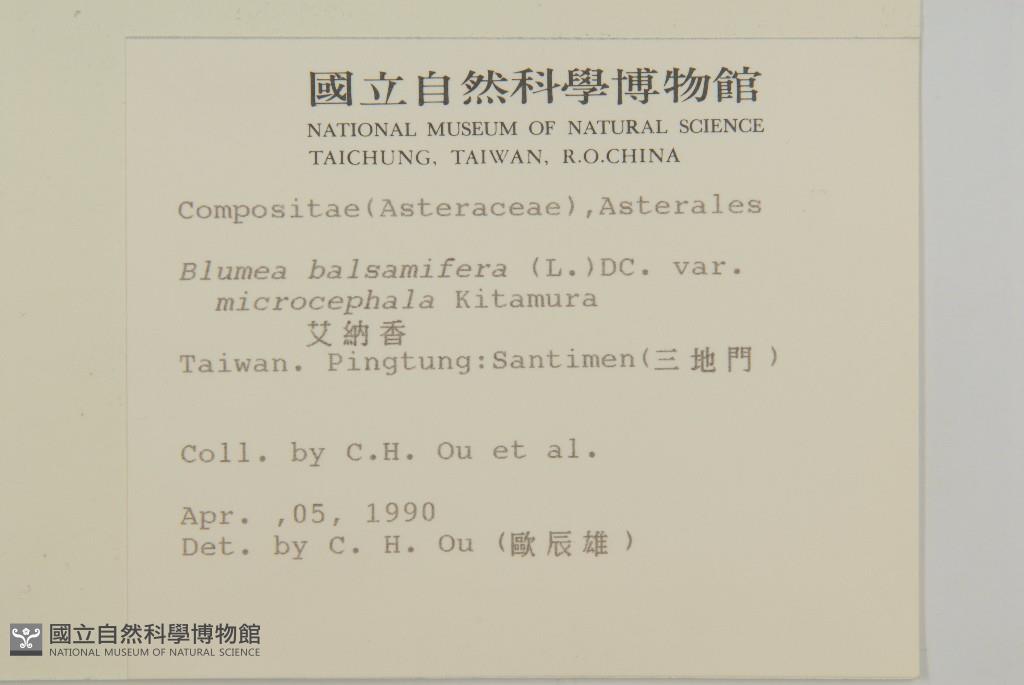 國立自然科學博物館
NATIONAL MUSEUM OF NATURAL SCIENCE
TAICHUNG, TAIWAN, R.O.CHINA
Compositae(Asteraceae),Asterales
Blumea balsamifera (L.)DC. var.
microcephala Kitamura
艾納香
Taiwan. Pingtung:Santimen(三地門)
Coll. by C.H. Ou et al.
Apr. ,05, 1990
Det. by C. H. Ou (歐辰雄)
國立自然科學博物館
NATIONAL MUSEUM OF NATURAL SCIENCE